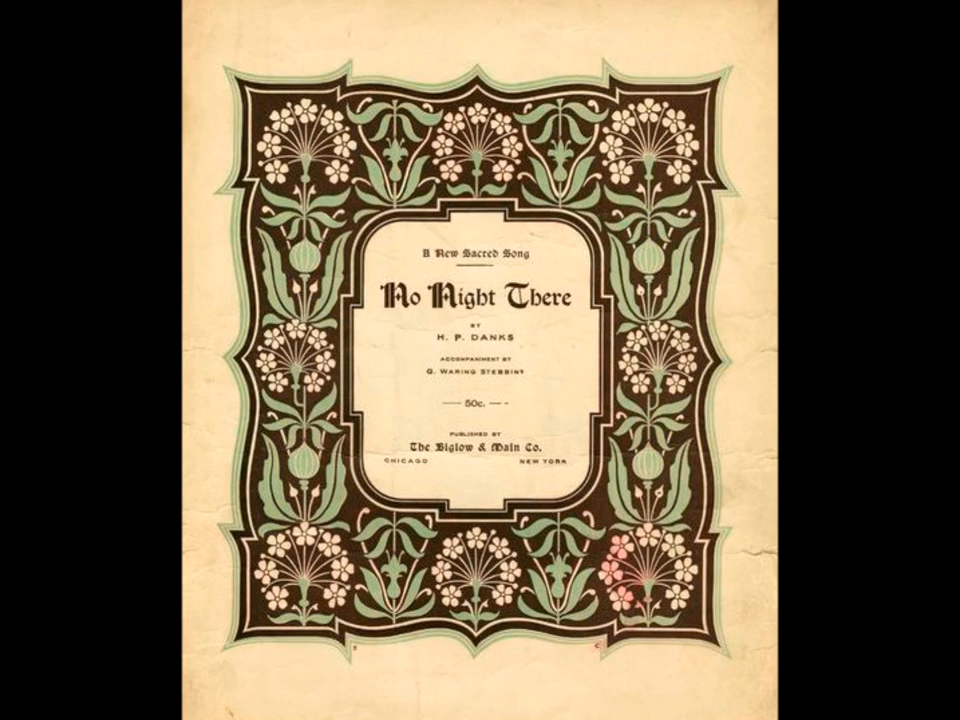 A New Sacred Song
No Night There
BY
H. P. DANKS
ACCOMPANIMENT BY
G. WARING STEBBINS
50c.
PUBLISHED BY
The Biglow & Main Co.
CHICAGO NEW YORK